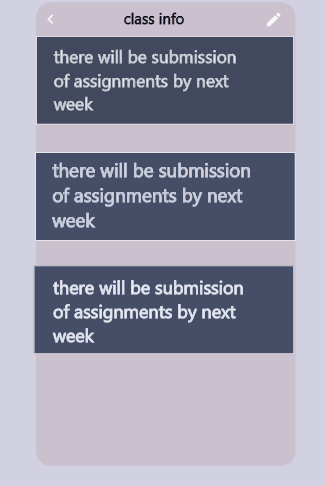 class info
there will be submission
of assignments by next
week
there will be submission
of assignments by next
week
there will be submission
of assignments by next
week